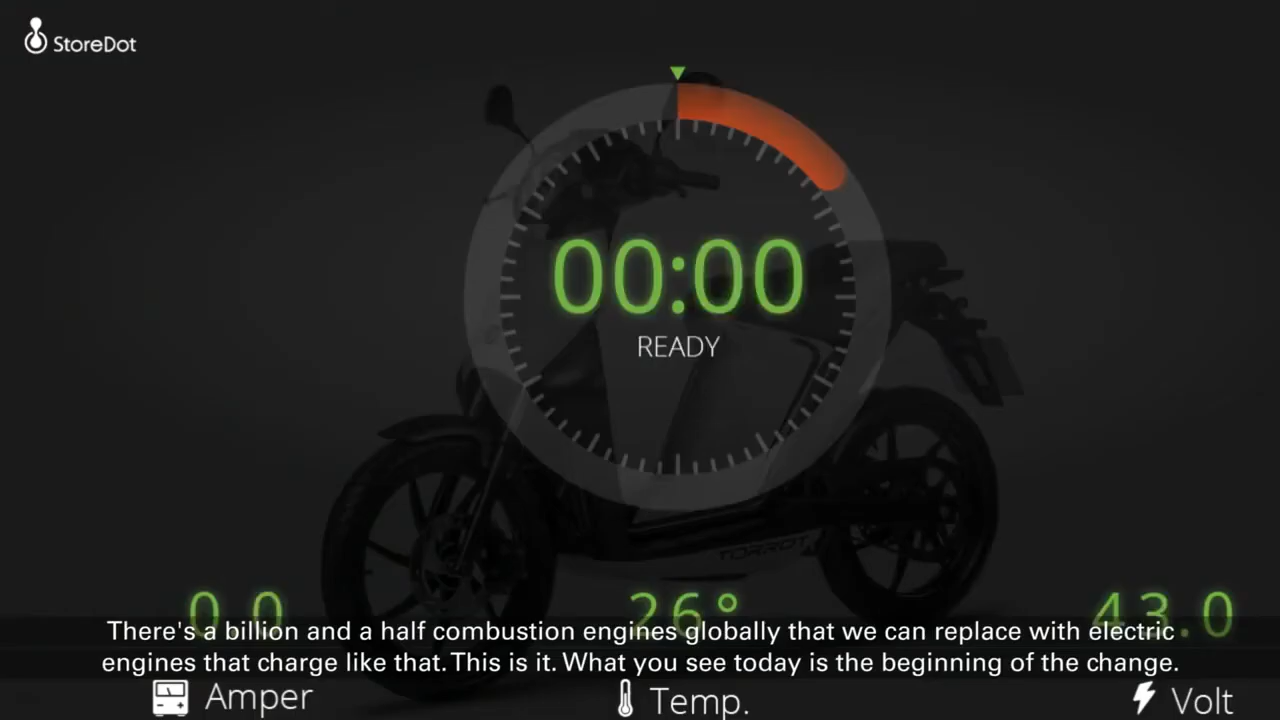 StoreDot
00:00
READY
TORROT
0.0 26° 43.0
There's a billion and a half combustion engines globally that we can replace with electric
engines that charge like that. This is it. What you see today is the beginning of the change.
Amper Temp. Volt